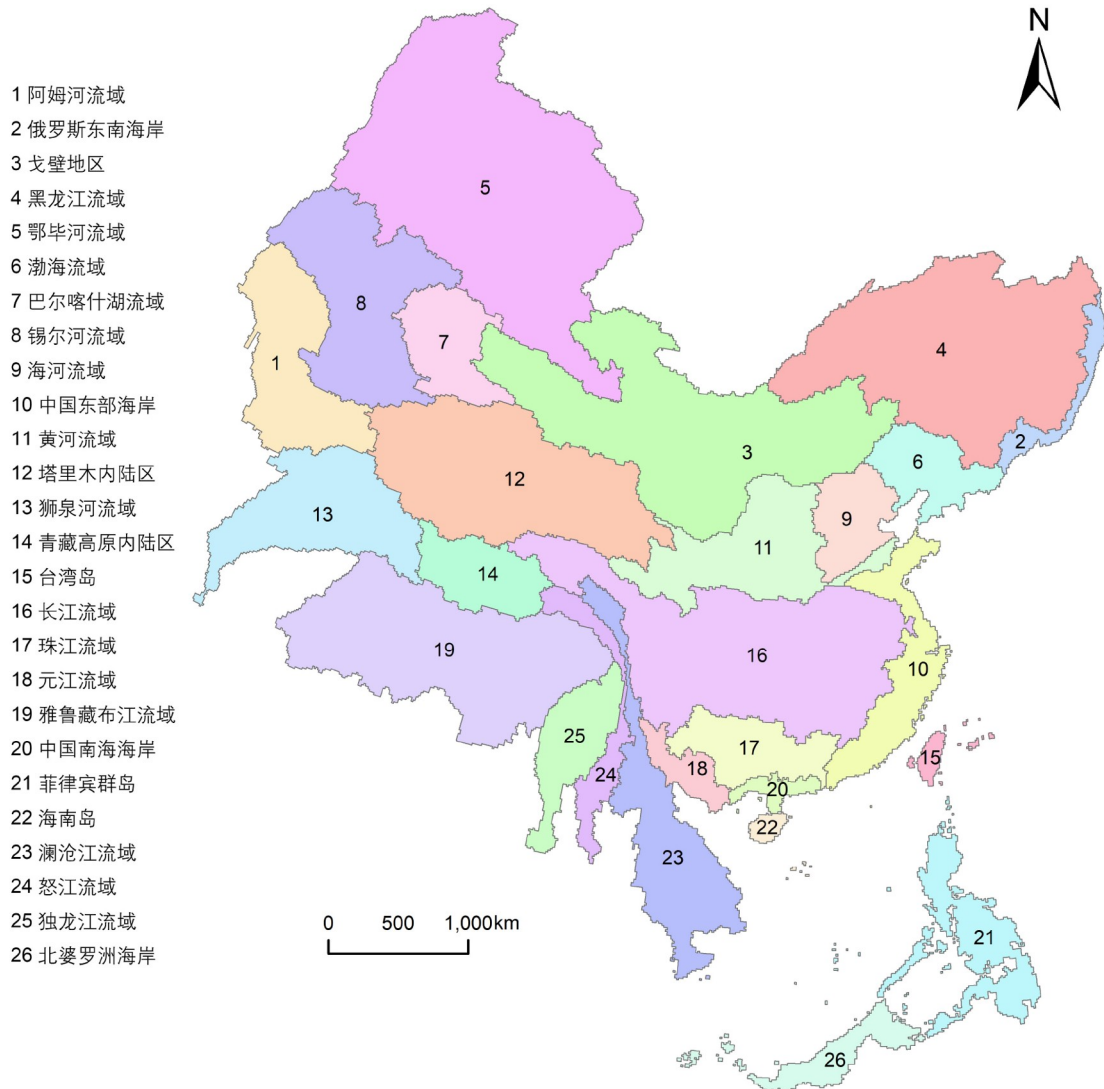 N
1 阿姆河流域
2 俄罗斯东南海岸
3 戈壁地区
4 黑龙江流域
5 鄂毕河流域
6 渤海流域
7 巴尔喀什湖流域
8 锡尔河流域
9 海河流域
10 中国东部海岸
11 黄河流域
12 塔里木内陆区
13 狮泉河流域
14 青藏高原内陆区
15 台湾岛
16 长江流域
17 珠江流域
18 元江流域
19 雅鲁藏布江流域
20 中国南海海岸
21 菲律宾群岛
22 海南岛
23 澜沧江流域
24 怒江流域
25 独龙江流域
26 北婆罗洲海岸
5
8
7
1
4
2
3
6
12
9
13
11
14
19
16
10
25
17
15
18
24
20
22
23
21
26
0 500 1,000km